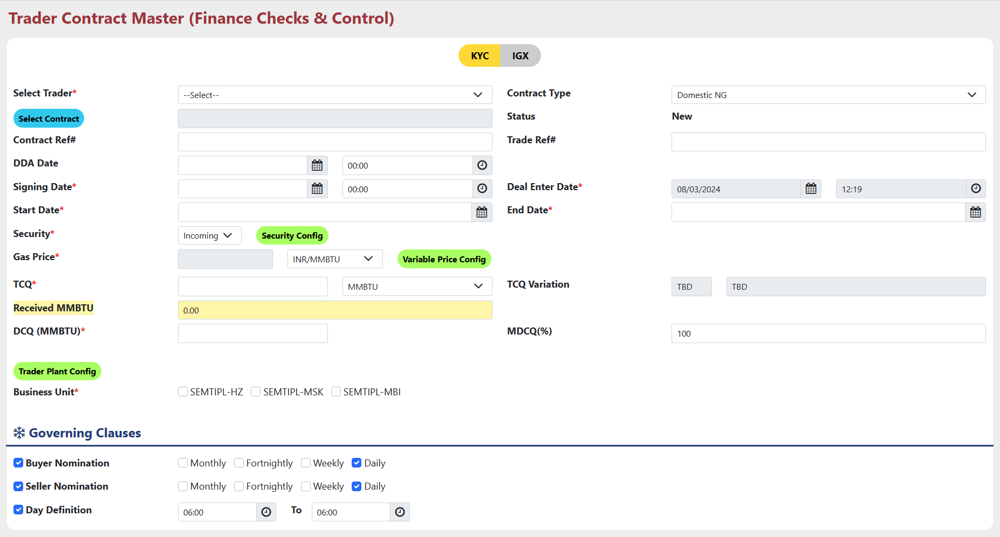 Trader Contract Master (Finance Checks & Control)
KYC IGX
Select Trader* --Select-- Contract Type Domestic NG
Select Contract Status New
Contract Ref# Trade Ref#
DDA Date 00:00
Signing Date* 00:00 Deal Enter Date* 08/03/2024 12:19
Start Date* End Date*
Security* Incoming Security Config
Gas Price* INR/MMBTU Variable Price Config
TCQ* MMBTU TCQ Variation TBD TBD
Received MMBTU 0.00
DCQ (MMBTU)* MDCQ(%) 100
Trader Plant Config
Business Unit* SEMTIPL-HZ SEMTIPL-MSK SEMTIPL-MBI
Governing Clauses
Buyer Nomination Monthly Fortnightly Weekly Daily
Seller Nomination Monthly Fortnightly Weekly Daily
Day Definition 06:00 To 06:00